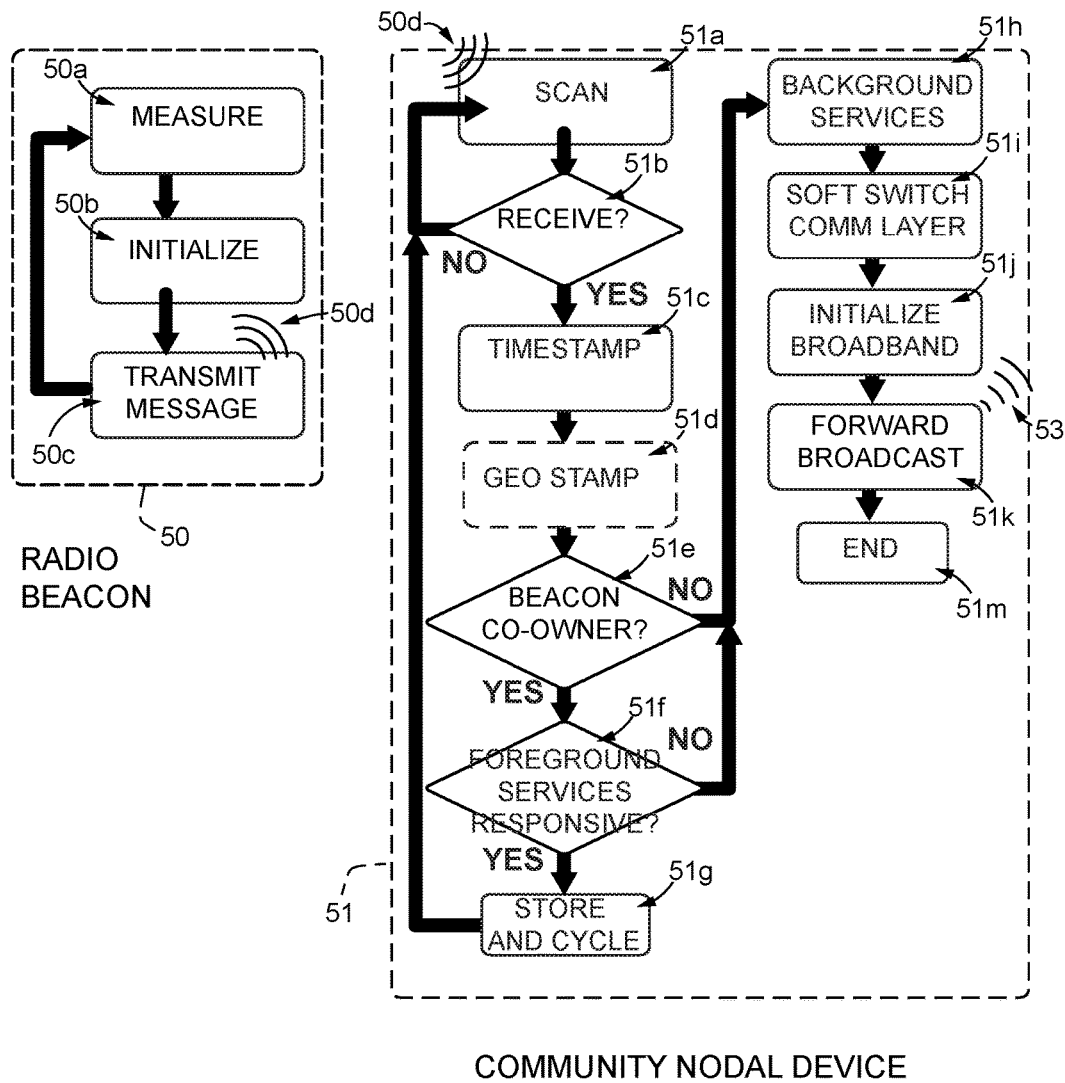 50a
MEASURE
50b
INITIALIZE
50d
TRANSMIT
MESSAGE
50c
50
RADIO
BEACON
50d
51a
SCAN
51b
RECEIVE?
NO
YES
51c
TIMESTAMP
51d
GEO STAMP
51e
BEACON
CO-OWNER?
NO
YES
51f
FOREGROUND
SERVICES
RESPONSIVE?
NO
YES
51g
STORE
AND CYCLE
51
51h
BACKGROUND
SERVICES
51i
SOFT SWITCH
COMM LAYER
51j
INITIALIZE
BROADBAND
53
FORWARD
BROADCAST
51k
END
51m
COMMUNITY NODAL DEVICE